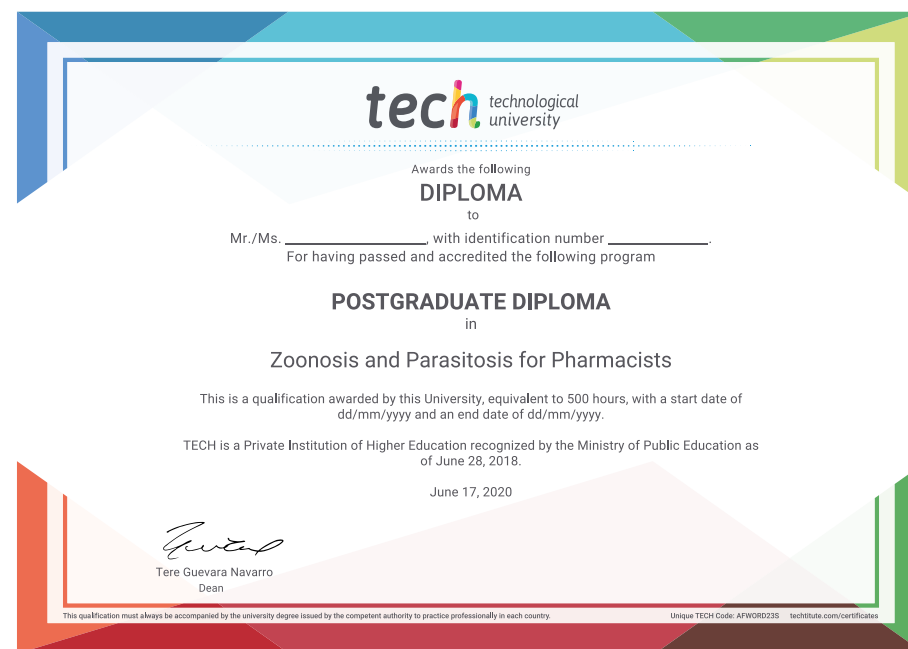 tech technological
university
Awards the following
DIPLOMA
to
Mr./Ms. ____________, with identification number ____________.
For having passed and accredited the following program
POSTGRADUATE DIPLOMA
in
Zoonosis and Parasitosis for Pharmacists
This is a qualification awarded by this University, equivalent to 500 hours, with a start date of
dd/mm/yyyy and an end date of dd/mm/yyyy.
TECH is a Private Institution of Higher Education recognized by the Ministry of Public Education as
of June 28, 2018.
June 17, 2020
Tere Guevara Navarro
Dean
This qualification must always be accompanied by the university degree issued by the competent authority to practice professionally in each country.
Unique TECH Code: AFWORD23S techtitute.com/certificates